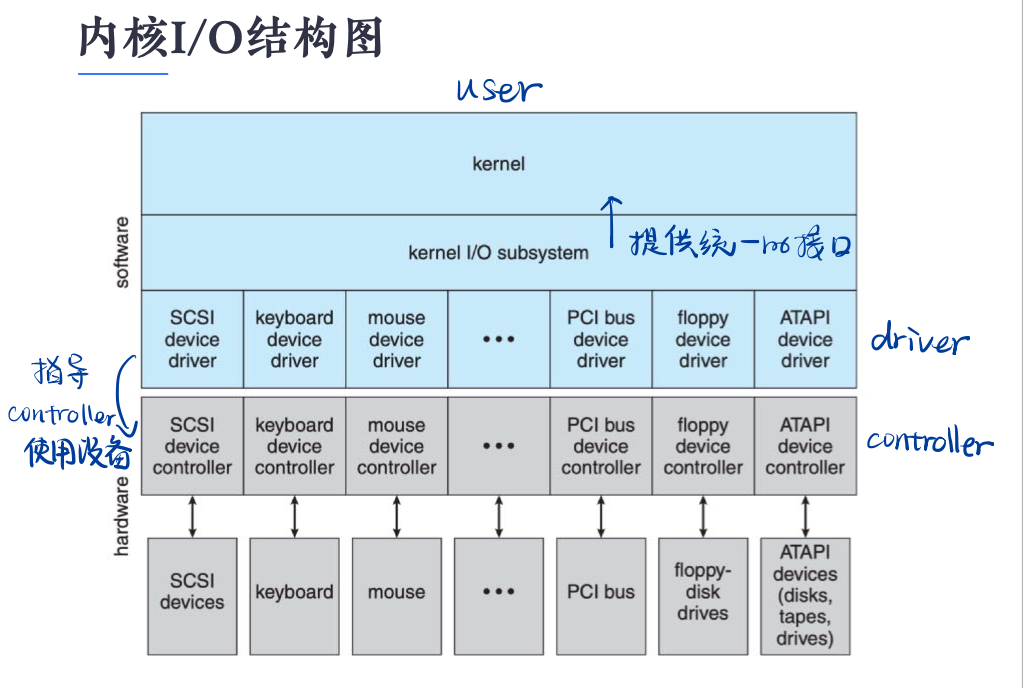 内核I/O结构图
user
kernel
提供统一的接口
kernel I/O subsystem
software
SCSI
device
driver
keyboard
device
driver
mouse
device
driver
•••
PCI bus
device
driver
floppy
device
driver
ATAPI
device
driver
driver
指导
controller
使用设备
SCSI
device
controller
keyboard
device
controller
mouse
device
controller
•••
PCI bus
device
controller
floppy
device
controller
ATAPI
device
controller
controller
hardware
SCSI
devices
keyboard
mouse
•••
PCI bus
floppy-
disk
drives
ATAPI
devices
(disks,
tapes,
drives)